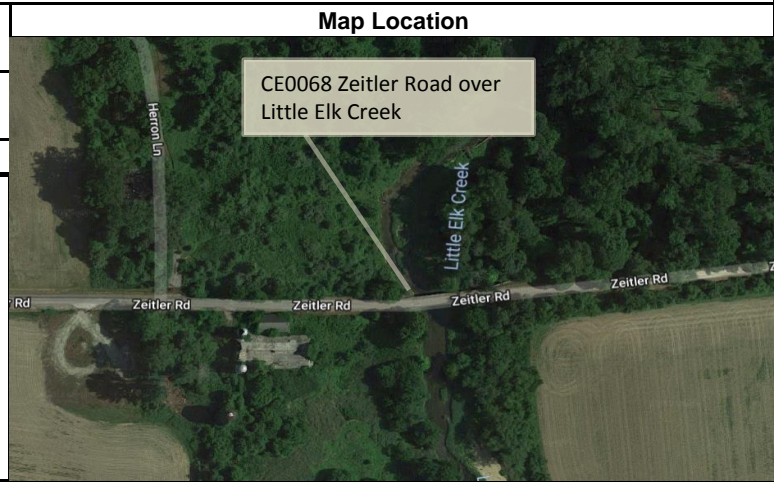 Map Location
CE0068 Zeitler Road over
Little Elk Creek
Herron Ln
Little Elk Creek
Rd
Zeitler Rd
Zeitler Rd
Zeitler Rd
Zeitler Rd